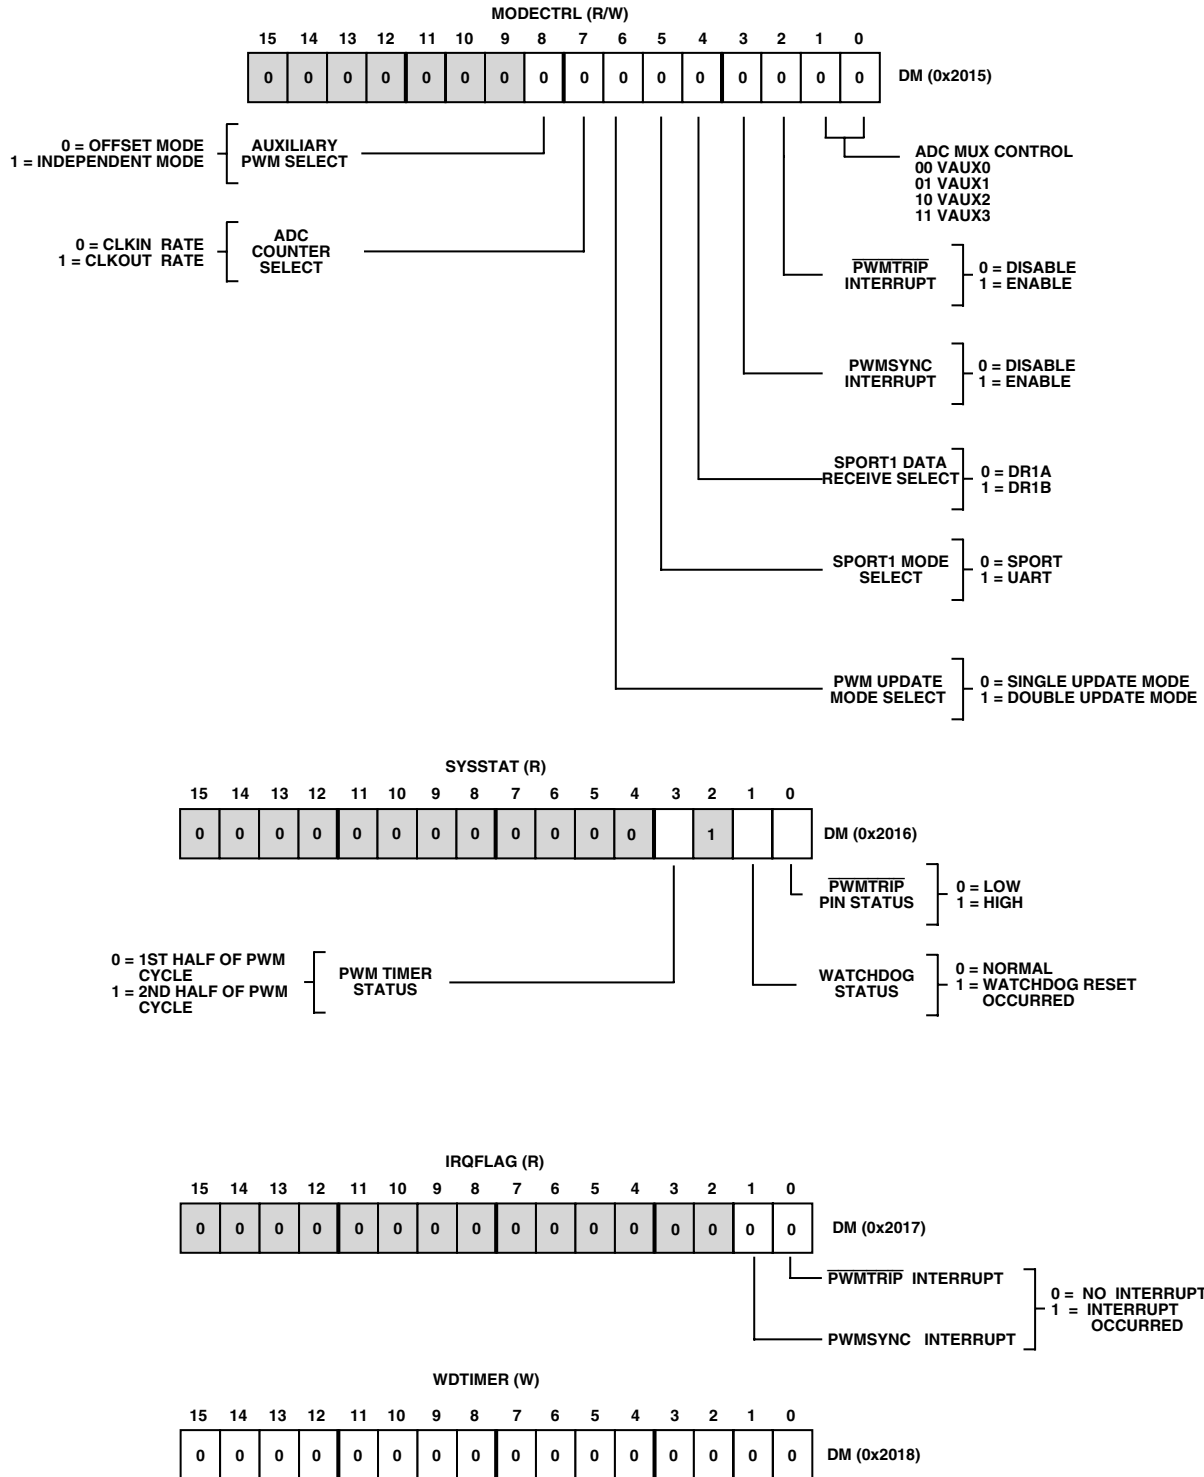 MODECTRL (R/W)
15 14 13 12 11 10 9 8 7 6 5 4 3 2 1 0
0 0 0 0 0 0 0 0 0 0 0 0 0 0 0 0 DM (0x2015)
0 = OFFSET MODE
1 = INDEPENDENT MODE
AUXILIARY
PWM SELECT
ADC MUX CONTROL
00 VAUX0
01 VAUX1
10 VAUX2
11 VAUX3
0 = CLKIN RATE
1 = CLKOUT RATE
ADC
COUNTER
SELECT
PWMTRIP
INTERRUPT
0 = DISABLE
1 = ENABLE
PWMSYNC
INTERRUPT
0 = DISABLE
1 = ENABLE
SPORT1 DATA
RECEIVE SELECT
0 = DR1A
1 = DR1B
SPORT1 MODE
SELECT
0 = SPORT
1 = UART
PWM UPDATE
MODE SELECT
0 = SINGLE UPDATE MODE
1 = DOUBLE UPDATE MODE
SYSSTAT (R)
15 14 13 12 11 10 9 8 7 6 5 4 3 2 1 0
0 0 0 0 0 0 0 0 0 0 0 0 1 DM (0x2016)
PWMTRIP
PIN STATUS
0 = LOW
1 = HIGH
0 = 1ST HALF OF PWM
CYCLE
1 = 2ND HALF OF PWM
CYCLE
PWM TIMER
STATUS
WATCHDOG
STATUS
0 = NORMAL
1 = WATCHDOG RESET
OCCURRED
IRQFLAG (R)
15 14 13 12 11 10 9 8 7 6 5 4 3 2 1 0
0 0 0 0 0 0 0 0 0 0 0 0 0 0 0 0 DM (0x2017)
PWMTRIP INTERRUPT
PWMSYNC INTERRUPT
0 = NO INTERRUPT
1 = INTERRUPT
OCCURRED
WDTIMER (W)
15 14 13 12 11 10 9 8 7 6 5 4 3 2 1 0
0 0 0 0 0 0 0 0 0 0 0 0 0 0 0 0 DM (0x2018)